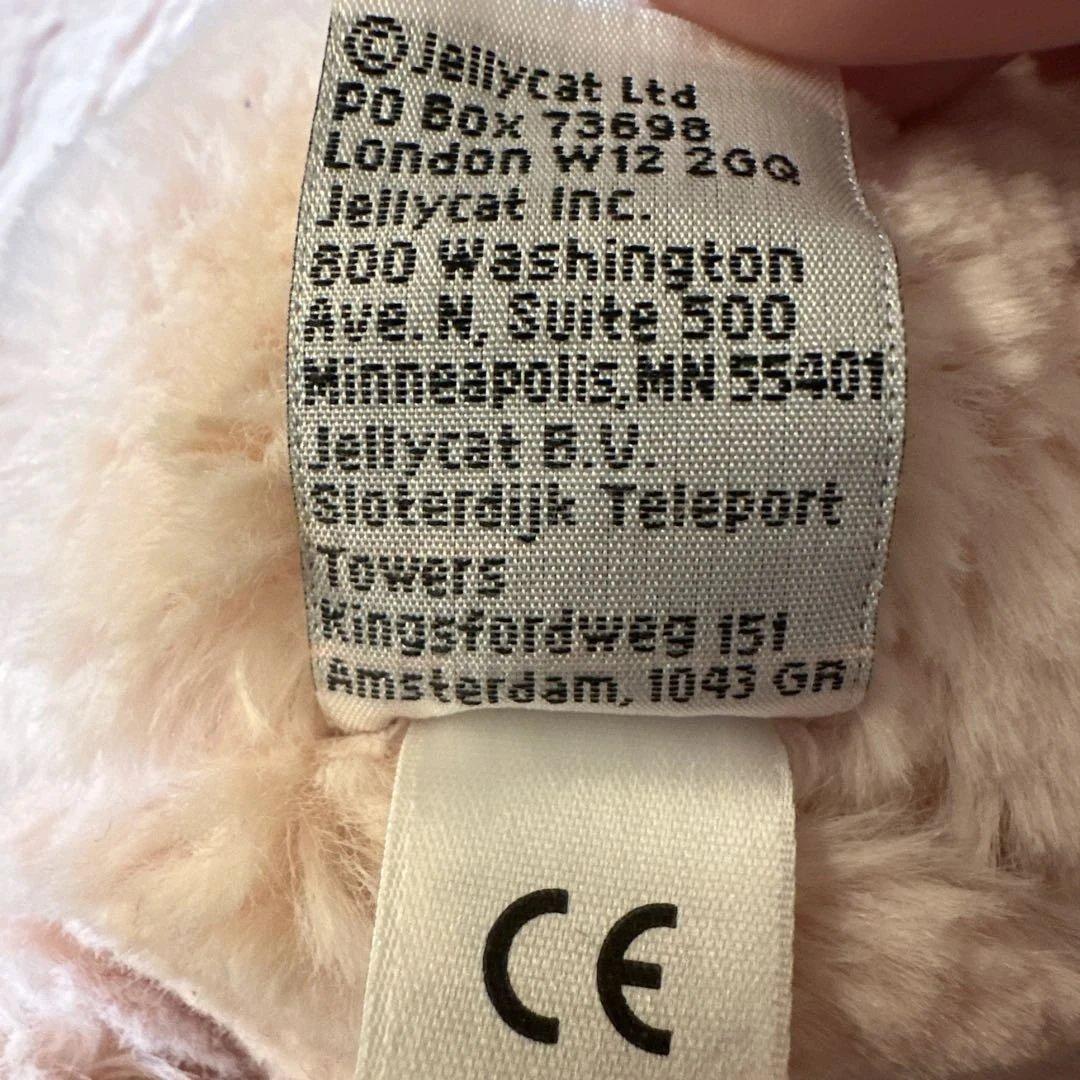 © Jellycat Ltd
PO Box 73698
London W12 2GQ
Jellycat Inc.
600 Washington
Ave. N, Suite 500
Minneapolis, MN 55401
Jellycat B.V.
Sloterdijk Teleport
Towers
Kingsfordweg 151
Amsterdam, 1043 GR
CE